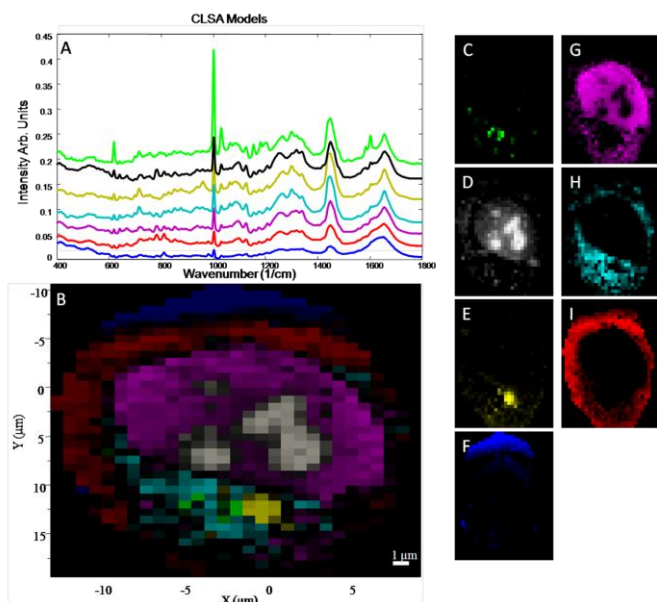 CLSA Models
A
0.45
0.4
0.35
0.3
0.25
0.2
0.15
0.1
0.05
0
Intensity Arb. Units
400 600 800 1000 1200 1400 1600 1800
Wavenumber (1/cm)
B
-10
-5
0
5
10
15
Y (μm)
1 μm
-10 -5 0 5
X (μm)
C
G
D
H
E
I
F